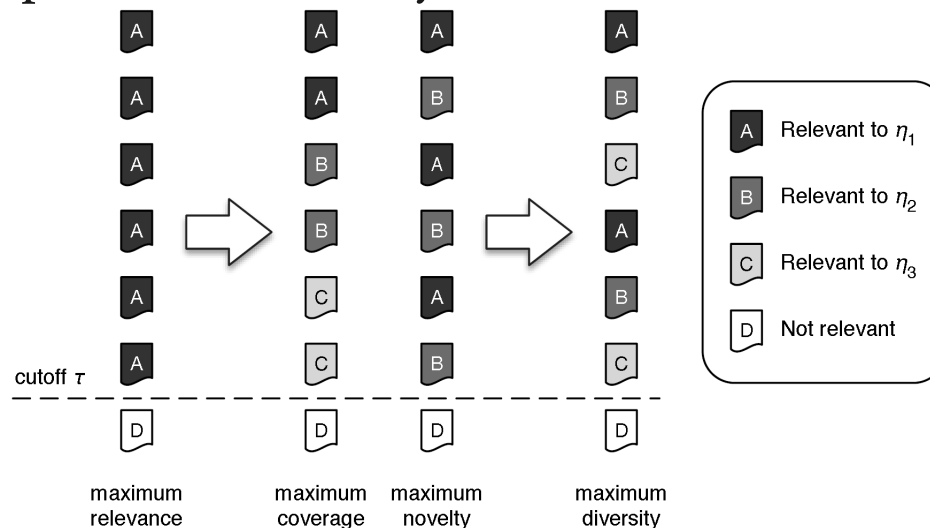 A A A A
A A B B
A B A C
A B B A
A C A B
A C B C
cutoff τ
D D D D
maximum relevance
maximum coverage
maximum novelty
maximum diversity
A Relevant to η1
B Relevant to η2
C Relevant to η3
D Not relevant